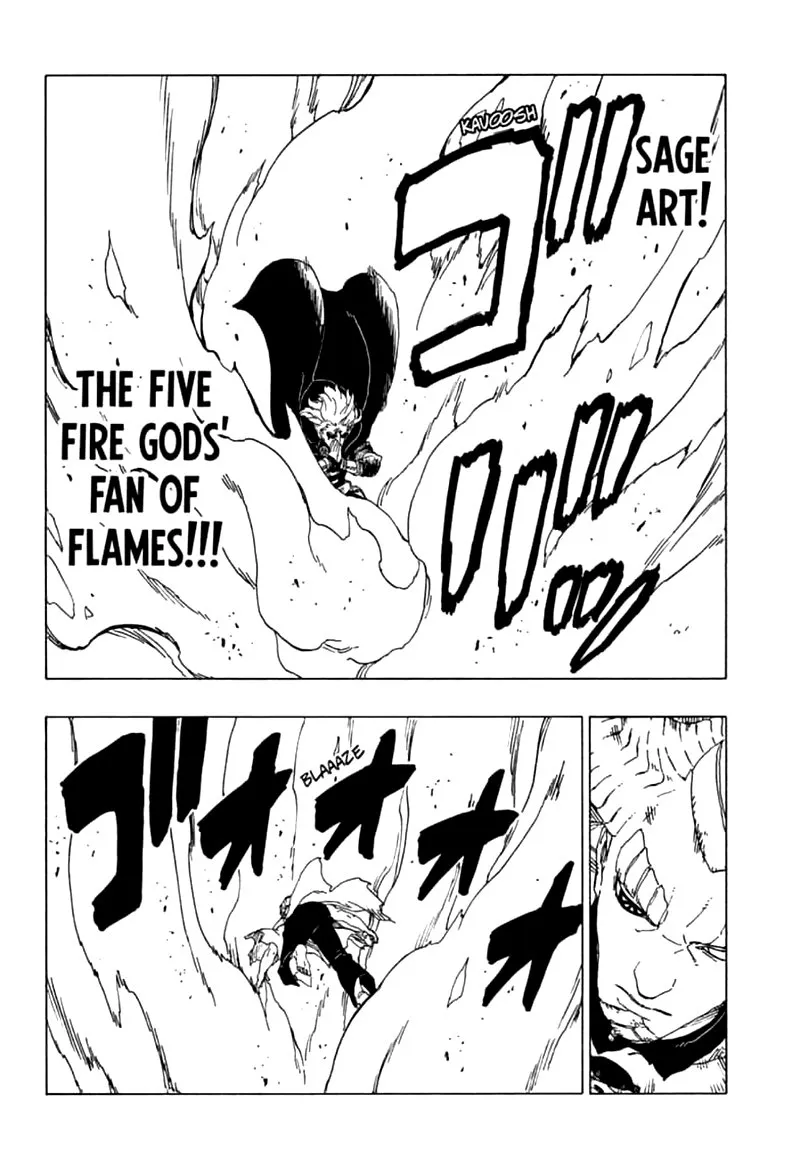 SAGE
ART!
KAVOOSH
ゴ
THE FIVE
FIRE GODS'
FAN OF
FLAMES!!!
BLAAAZE
ゴオオオオ